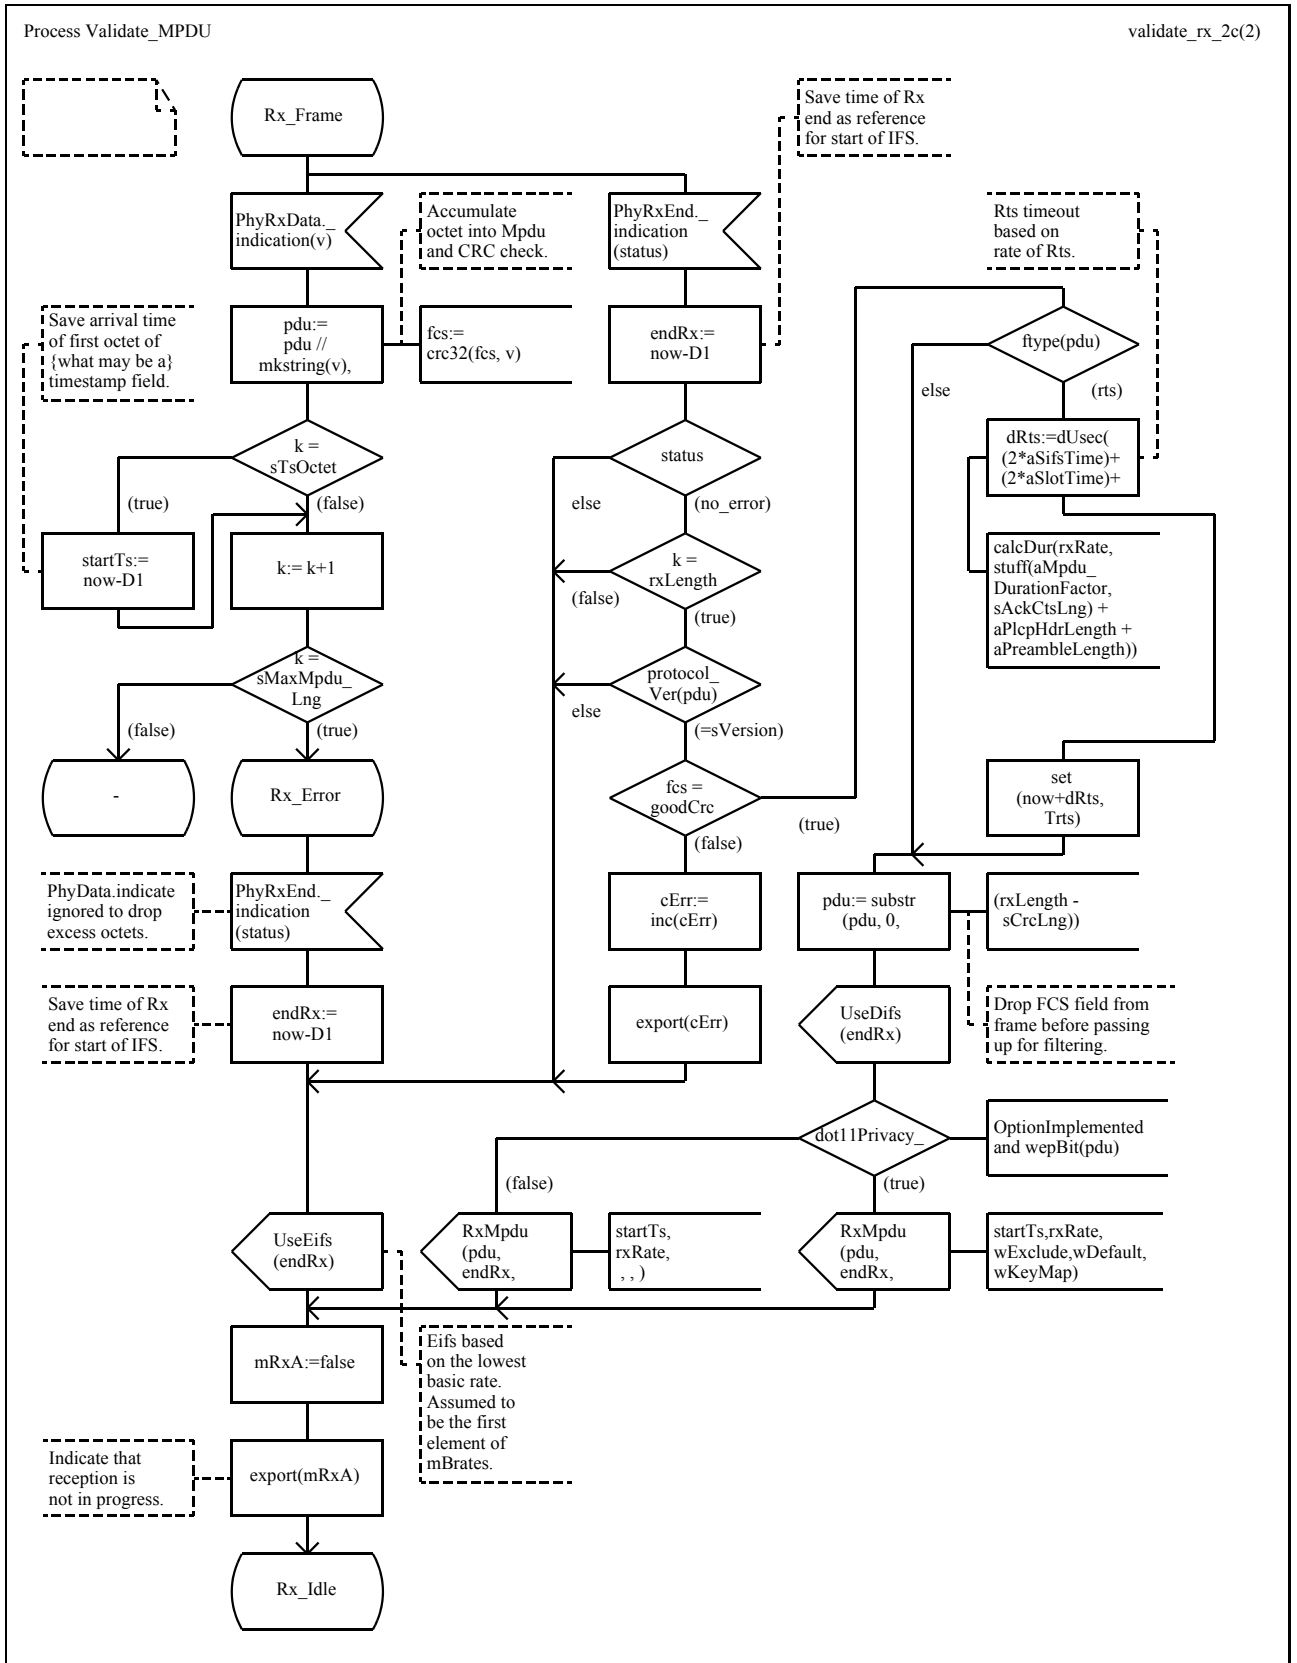 Process Validate_MPDU
validate_rx_2c(2)
Rx_Frame
Save time of Rx
end as reference
for start of IFS.
PhyRxData._
indication(v)
Accumulate
octet into Mpdu
and CRC check.
PhyRxEnd._
indication
(status)
Rts timeout
based on
rate of Rts.
Save arrival time
of first octet of
{what may be a}
timestamp field.
pdu:=
pdu //
mkstring(v),
fcs:=
crc32(fcs, v)
endRx:=
now-D1
ftype(pdu)
else
(rts)
k =
sTsOctet
(true)
(false)
status
else
(no_error)
dRts:=dUsec(
(2*aSifsTime)+
(2*aSlotTime)+
startTs:=
now-D1
k:= k+1
k =
rxLength
(false)
(true)
calcDur(rxRate,
stuff(aMpdu_
DurationFactor,
sAckCtsLng) +
aPlcpHdrLength +
aPreambleLength))
k =
sMaxMpdu_
Lng
(false)
(true)
protocol_
Ver(pdu)
else
(=sVersion)
-
Rx_Error
fcs =
goodCrc
(true)
(false)
set
(now+dRts,
Trts)
PhyData.indicate
ignored to drop
excess octets.
PhyRxEnd._
indication
(status)
cErr:=
inc(cErr)
pdu:= substr
(pdu, 0,
(rxLength -
sCrcLng))
Save time of Rx
end as reference
for start of IFS.
endRx:=
now-D1
export(cErr)
UseDifs
(endRx)
Drop FCS field from
frame before passing
up for filtering.
dot11Privacy_
OptionImplemented
and wepBit(pdu)
(false)
(true)
UseEifs
(endRx)
RxMpdu
(pdu,
endRx,
startTs,
rxRate,
, , )
RxMpdu
(pdu,
endRx,
startTs,rxRate,
wExclude,wDefault,
wKeyMap)
mRxA:=false
Eifs based
on the lowest
basic rate.
Assumed to
be the first
element of
mBrates.
Indicate that
reception is
not in progress.
export(mRxA)
Rx_Idle